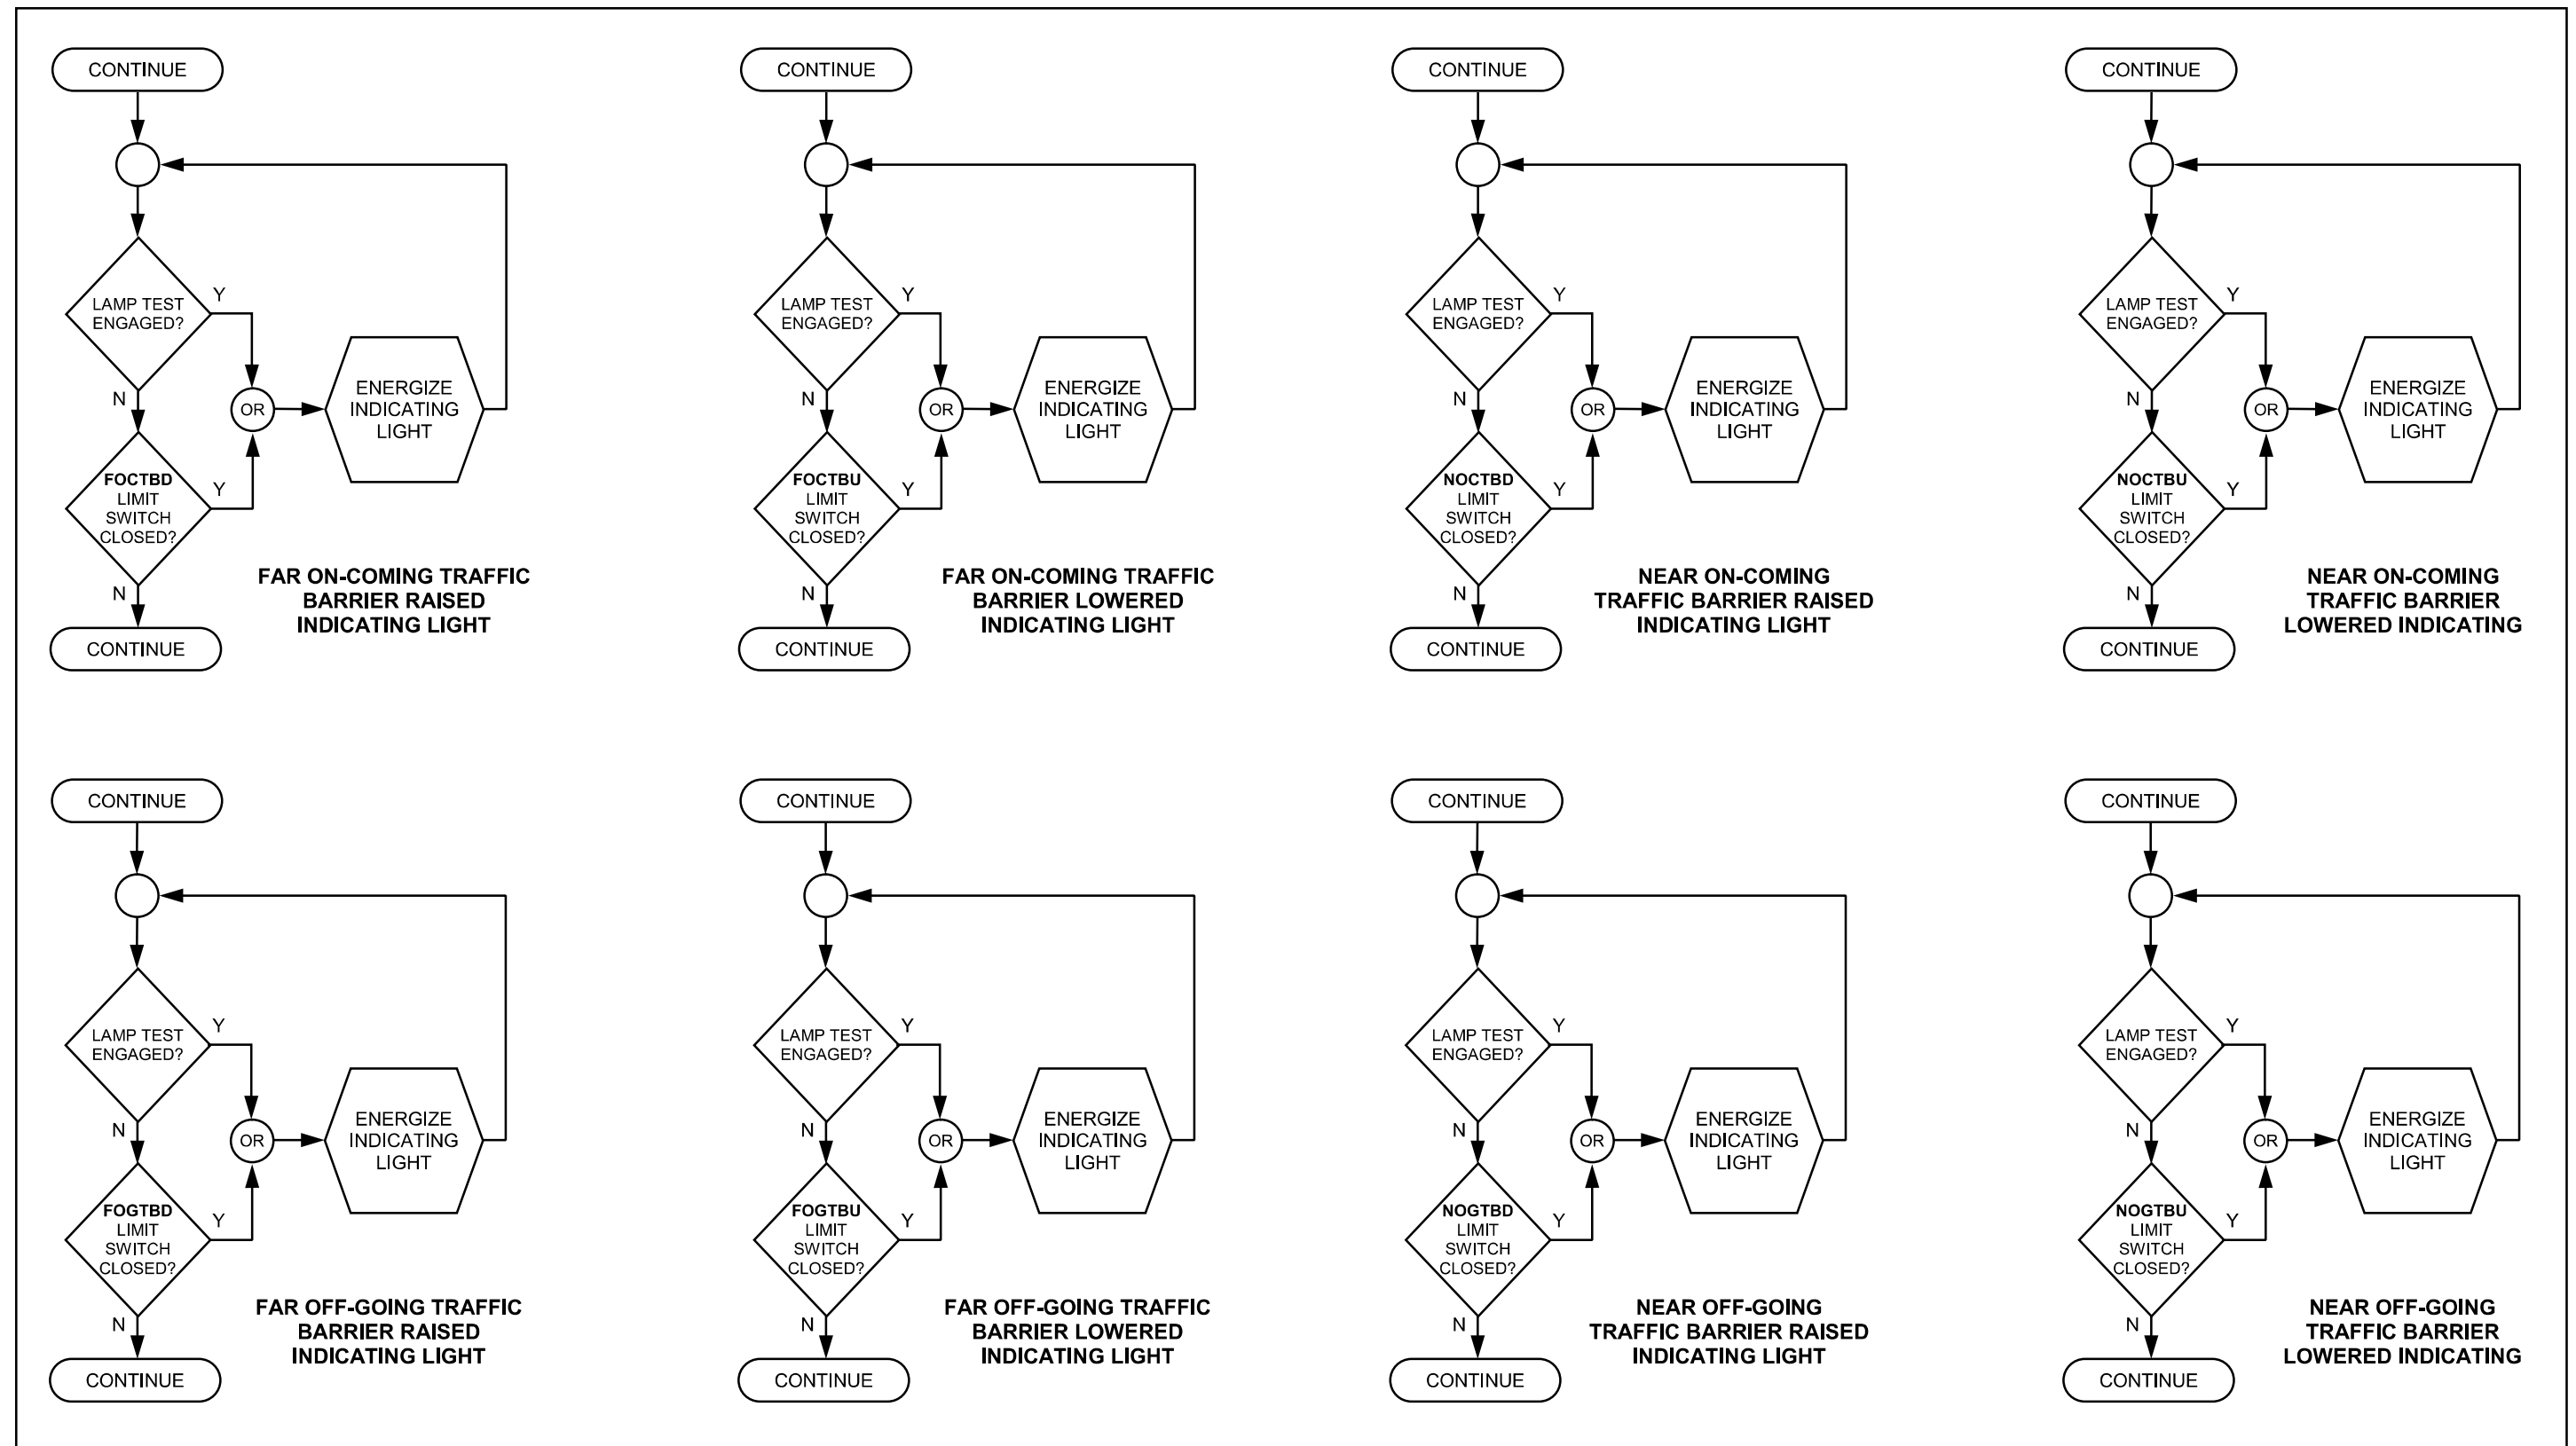 CONTINUE
LAMP TEST
ENGAGED?
Y
N
OR
ENERGIZE
INDICATING
LIGHT
FOCTBD
LIMIT
SWITCH
CLOSED?
Y
N
CONTINUE
FAR ON-COMING TRAFFIC
BARRIER RAISED
INDICATING LIGHT
CONTINUE
LAMP TEST
ENGAGED?
Y
N
OR
ENERGIZE
INDICATING
LIGHT
FOCTBU
LIMIT
SWITCH
CLOSED?
Y
N
CONTINUE
FAR ON-COMING TRAFFIC
BARRIER LOWERED
INDICATING LIGHT
CONTINUE
LAMP TEST
ENGAGED?
Y
N
OR
ENERGIZE
INDICATING
LIGHT
NOCTBD
LIMIT
SWITCH
CLOSED?
Y
N
CONTINUE
NEAR ON-COMING
TRAFFIC BARRIER RAISED
INDICATING LIGHT
CONTINUE
LAMP TEST
ENGAGED?
Y
N
OR
ENERGIZE
INDICATING
LIGHT
NOCTBU
LIMIT
SWITCH
CLOSED?
Y
N
CONTINUE
NEAR ON-COMING
TRAFFIC BARRIER
LOWERED INDICATING
CONTINUE
LAMP TEST
ENGAGED?
Y
N
OR
ENERGIZE
INDICATING
LIGHT
FOGTBD
LIMIT
SWITCH
CLOSED?
Y
N
CONTINUE
FAR OFF-GOING TRAFFIC
BARRIER RAISED
INDICATING LIGHT
CONTINUE
LAMP TEST
ENGAGED?
Y
N
OR
ENERGIZE
INDICATING
LIGHT
FOGTBU
LIMIT
SWITCH
CLOSED?
Y
N
CONTINUE
FAR OFF-GOING TRAFFIC
BARRIER LOWERED
INDICATING LIGHT
CONTINUE
LAMP TEST
ENGAGED?
Y
N
OR
ENERGIZE
INDICATING
LIGHT
NOGTBD
LIMIT
SWITCH
CLOSED?
Y
N
CONTINUE
NEAR OFF-GOING
TRAFFIC BARRIER RAISED
INDICATING LIGHT
CONTINUE
LAMP TEST
ENGAGED?
Y
N
OR
ENERGIZE
INDICATING
LIGHT
NOGTBU
LIMIT
SWITCH
CLOSED?
Y
N
CONTINUE
NEAR OFF-GOING
TRAFFIC BARRIER
LOWERED INDICATING